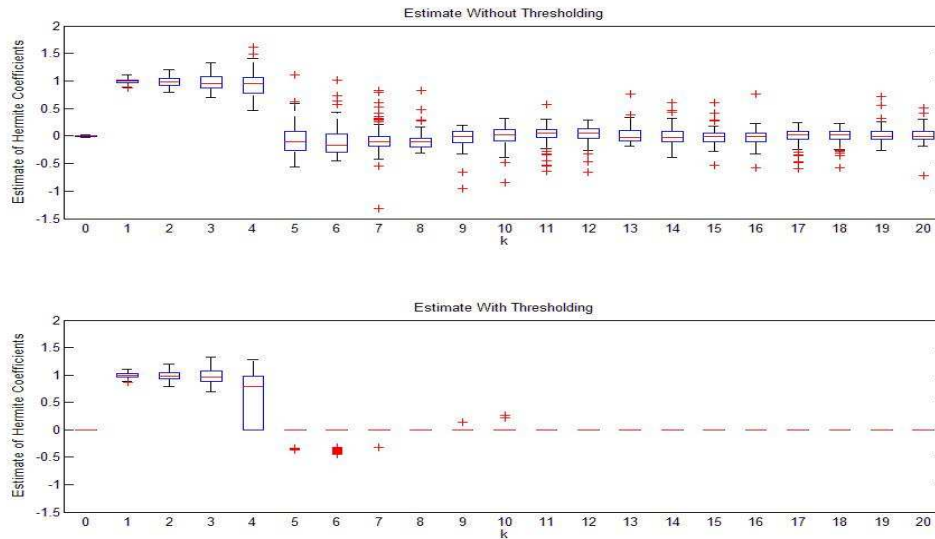 Estimate Without Thresholding
Estimate of Hermite Coefficients
2
1.5
1
0.5
0
-0.5
-1
-1.5
0 1 2 3 4 5 6 7 8 9 10 11 12 13 14 15 16 17 18 19 20
k
Estimate With Thresholding
Estimate of Hermite Coefficients
2
1.5
1
0.5
0
-0.5
-1
-1.5
0 1 2 3 4 5 6 7 8 9 10 11 12 13 14 15 16 17 18 19 20
k